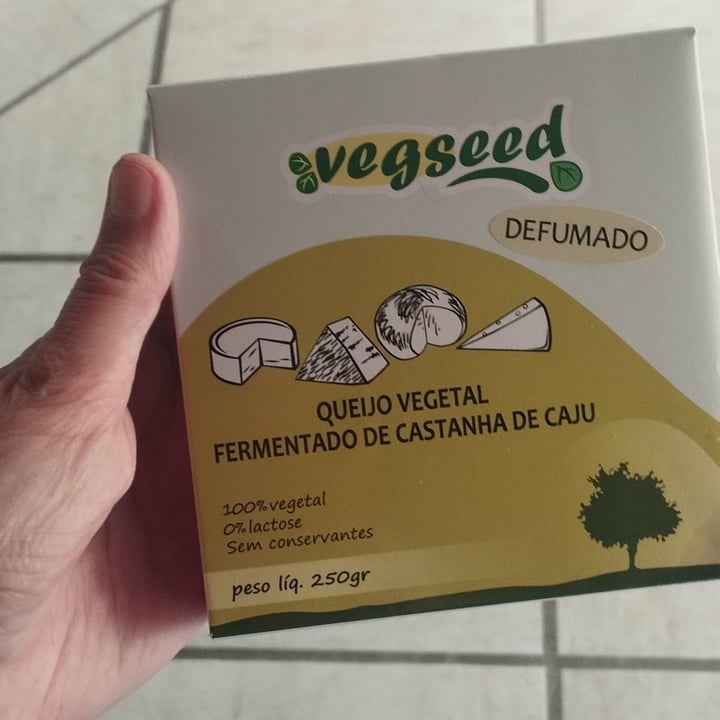 vegseed
DEFUMADO
QUEIJO VEGETAL
FERMENTADO DE CASTANHA DE CAJU
100% vegetal
0% lactose
Sem conservantes
peso líq. 250gr